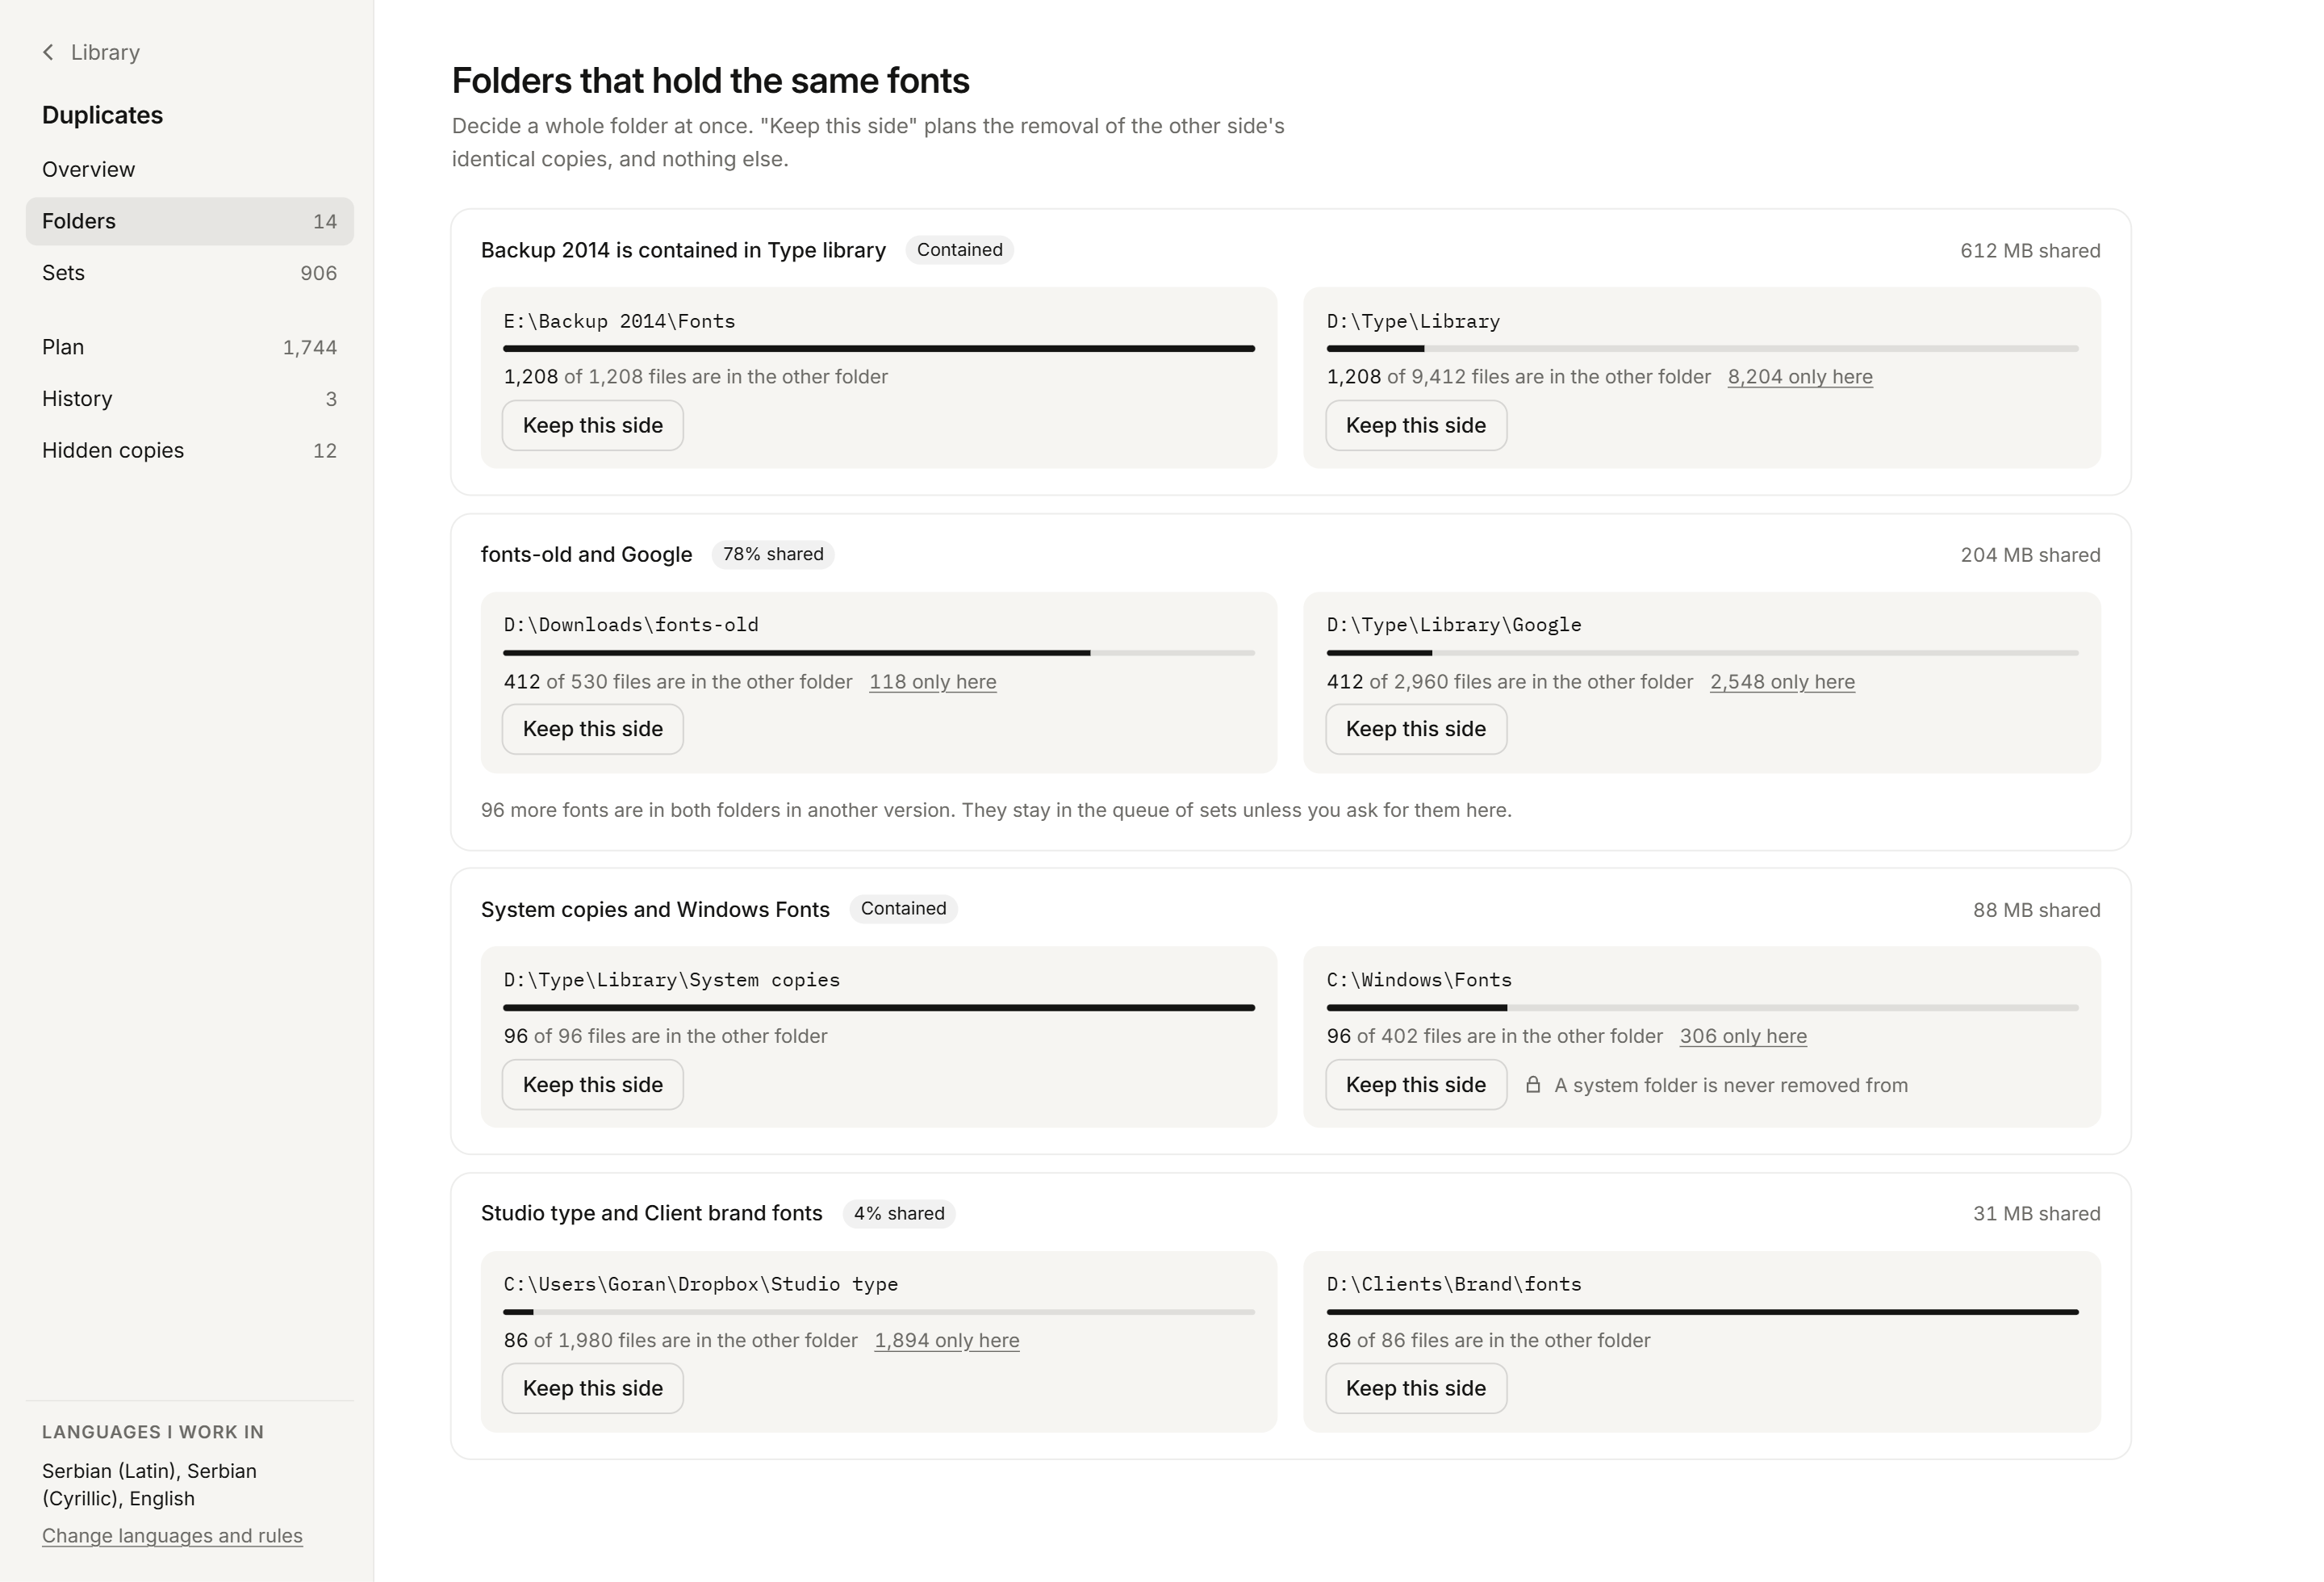 Library
Duplicates
Overview
Folders 14
Sets 906
Plan 1,744
History 3
Hidden copies 12
LANGUAGES I WORK IN
Serbian (Latin), Serbian
(Cyrillic), English
Change languages and rules
Folders that hold the same fonts
Decide a whole folder at once. "Keep this side" plans the removal of the other side's
identical copies, and nothing else.
Backup 2014 is contained in Type library Contained 612 MB shared
E:\Backup 2014\Fonts
1,208 of 1,208 files are in the other folder
Keep this side
D:\Type\Library
1,208 of 9,412 files are in the other folder 8,204 only here
Keep this side
fonts-old and Google 78% shared 204 MB shared
D:\Downloads\fonts-old
412 of 530 files are in the other folder 118 only here
Keep this side
D:\Type\Library\Google
412 of 2,960 files are in the other folder 2,548 only here
Keep this side
96 more fonts are in both folders in another version. They stay in the queue of sets unless you ask for them here.
System copies and Windows Fonts Contained 88 MB shared
D:\Type\Library\System copies
96 of 96 files are in the other folder
Keep this side
C:\Windows\Fonts
96 of 402 files are in the other folder 306 only here
Keep this side A system folder is never removed from
Studio type and Client brand fonts 4% shared 31 MB shared
C:\Users\Goran\Dropbox\Studio type
86 of 1,980 files are in the other folder 1,894 only here
Keep this side
D:\Clients\Brand\fonts
86 of 86 files are in the other folder
Keep this side